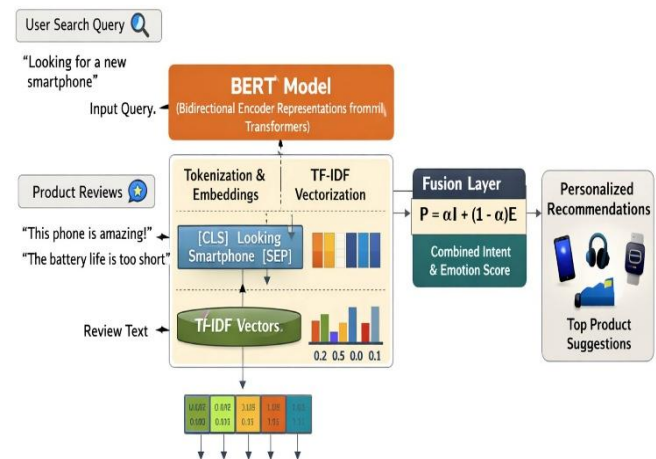 User Search Query
"Looking for a new
smartphone"
Input Query.
BERT Model
(Bidirectional Encoder Representations frommil
Transformers)
Product Reviews
"This phone is amazing!"
"The battery life is too short"
Review Text
Tokenization &
Embeddings
TF-IDF
Vectorization
[CLS] Looking
Smartphone [SEP]
TI-IDF Vectors.
0.2 0.5 0.0 0.1
Fusion Layer
P = αI + (1 - α)E
Combined Intent
& Emotion Score
Personalized
Recommendations
Top Product
Suggestions